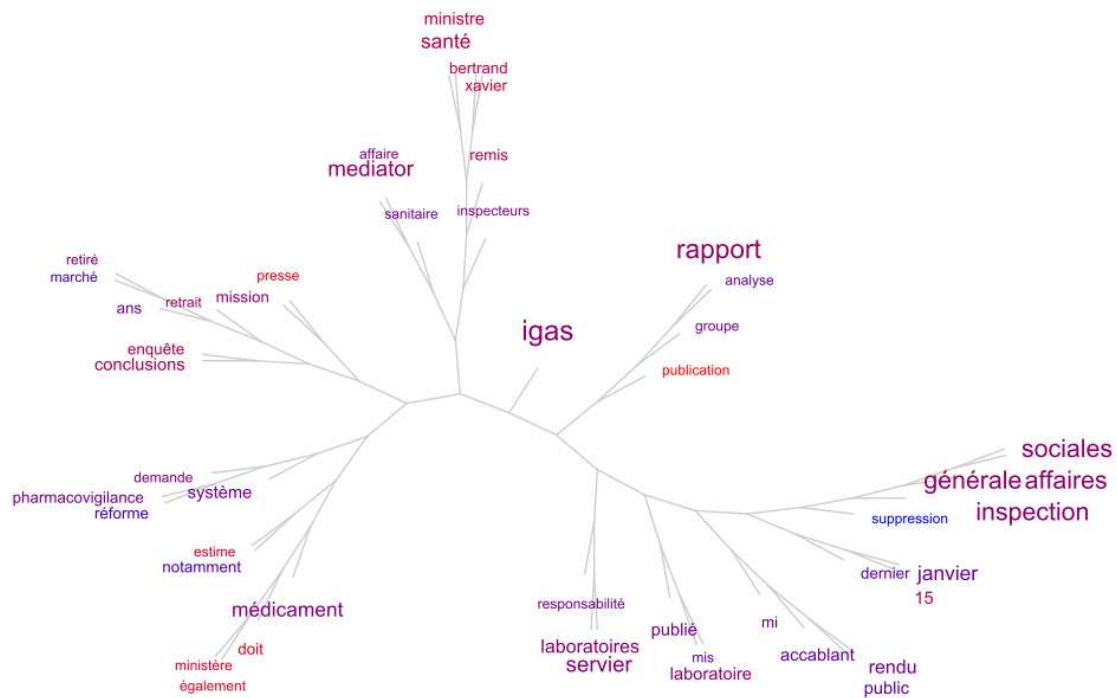 ministre
santé
bertrand
xavier
affaire
mediator
remis
sanitaire
inspecteurs
rapport
analyse
retiré
marché
presse
ans
retrait
mission
groupe
igas
enquête
conclusions
publication
sociales
demande
pharmacovigilance
système
réforme
générale affaires
suppression
inspection
estime
notamment
dernier
janvier
15
médicament
responsabilité
publié
mi
doit
ministère
également
laboratoires
servier
mis
laboratoire
accablant
rendu
public